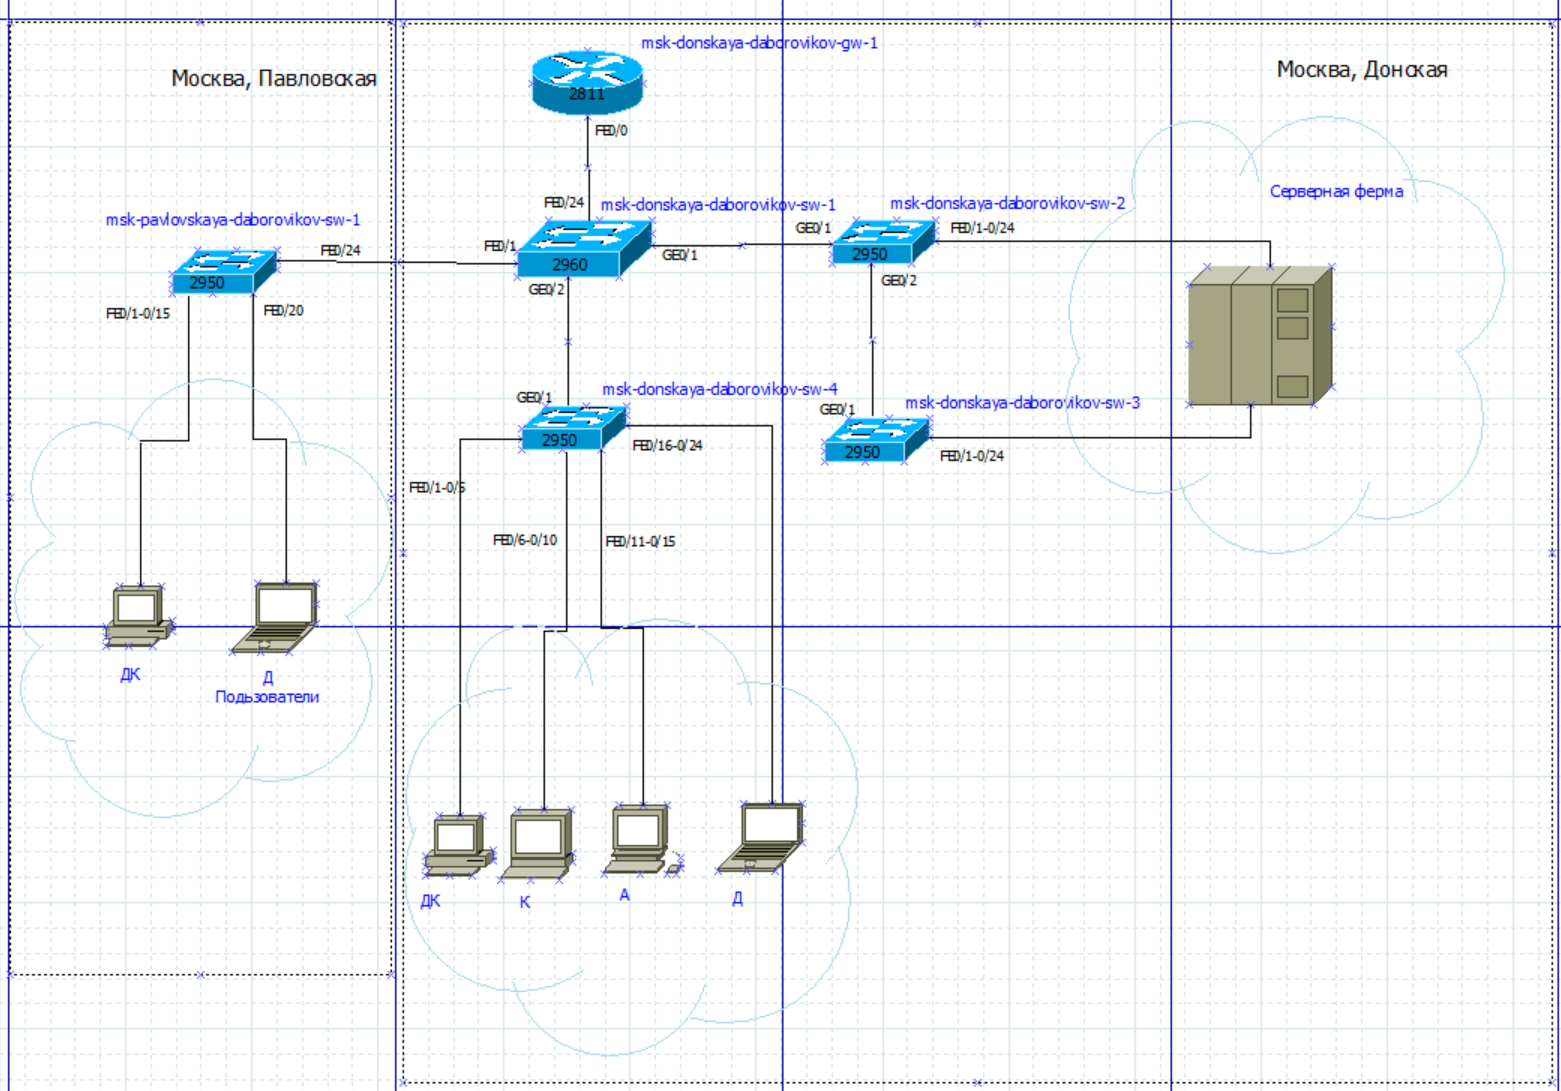 msk-donskaya-daborovikov-gw-1
Москва, Павловская
Москва, Донская
2811
FE0/0
Серверная ферма
FE0/24
msk-donskaya-daborovikov-sw-1
msk-donskaya-daborovikov-sw-2
msk-pavlovskaya-daborovikov-sw-1
GE0/1
FE0/1-0/24
FE0/24
FE0/1
GE0/1
2950
2960
2950
GE0/2
GE0/2
FE0/1-0/15
FE0/20
msk-donskaya-daborovikov-sw-4
GE0/1
msk-donskaya-daborovikov-sw-3
GE0/1
2950
FE0/16-0/24
2950
FE0/1-0/24
FE0/1-0/5
FE0/6-0/10
FE0/11-0/15
ДК
Д
Пользователи
ДК
К
А
Д